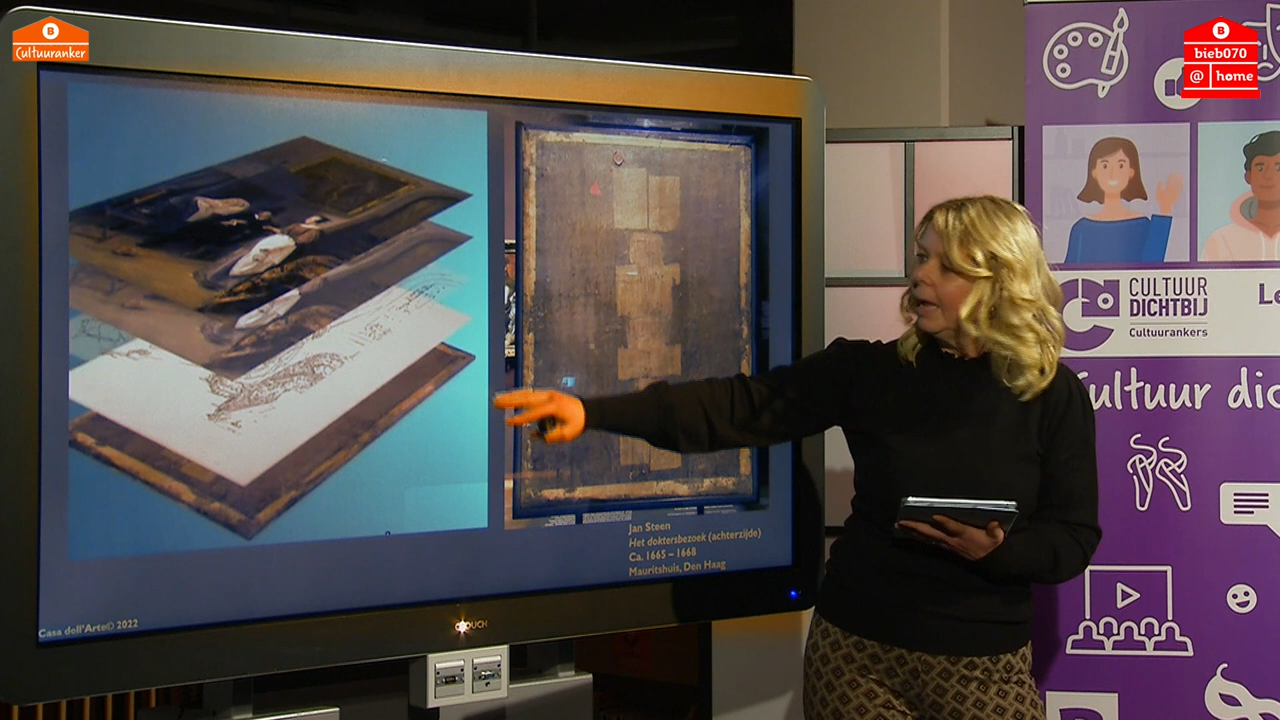 B
Cultuuranker
B
bieb070
@ home
CULTUUR
DICHTBIJ
Cultuurankers
Le
Cultuur dic
Jan Steen
Het doktersbezoek (achterzijde)
Ca. 1665 – 1668
Mauritshuis, Den Haag
Casa dell'Arte© 2022